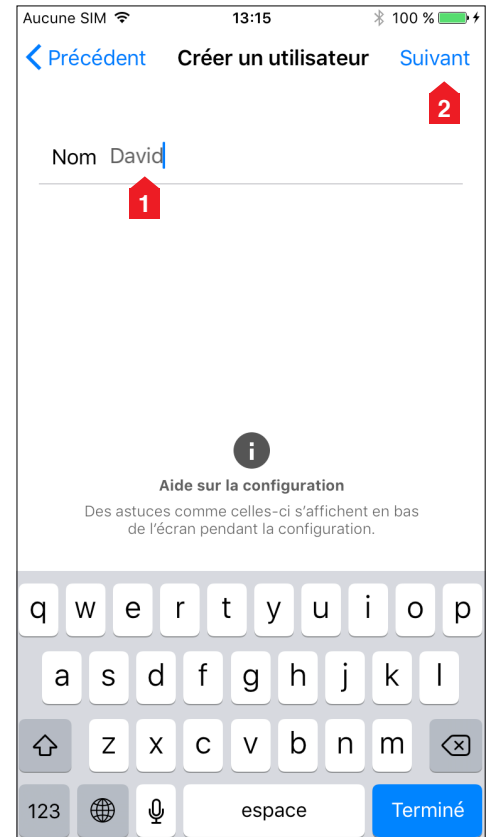 Aucune SIM 13:15 100 %
Précédent Créer un utilisateur Suivant
2
Nom David
1
i
Aide sur la configuration
Des astuces comme celles-ci s’affichent en bas
de l’écran pendant la configuration.
q w e r t y u i o p
a s d f g h j k l
z x c v b n m
123 espace Terminé